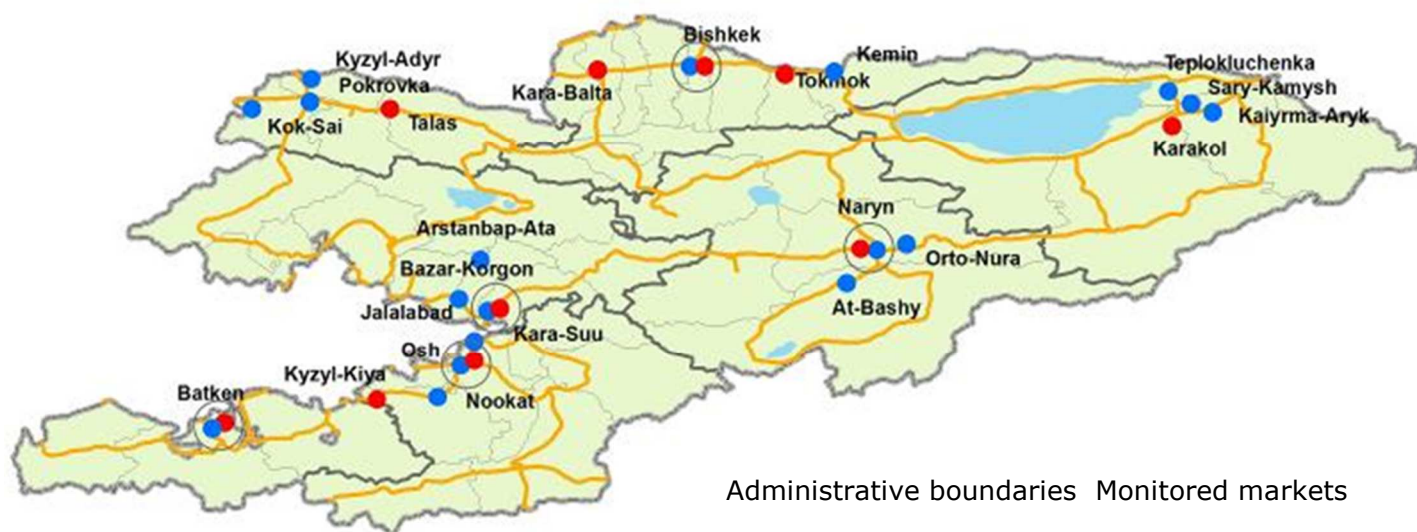 Bishkek
Kemin
Kyzyl-Adyr
Teplokluchenka
Pokrovka
Tokmok
Sary-Kamysh
Kara-Balta
Kok-Sai
Talas
Kaiyrma-Aryk
Karakol
Naryn
Arstanbap-Ata
Orto-Nura
Bazar-Korgon
At-Bashy
Jalalabad
Kara-Suu
Osh
Kyzyl-Kiya
Batken
Nookat
Administrative boundaries Monitored markets